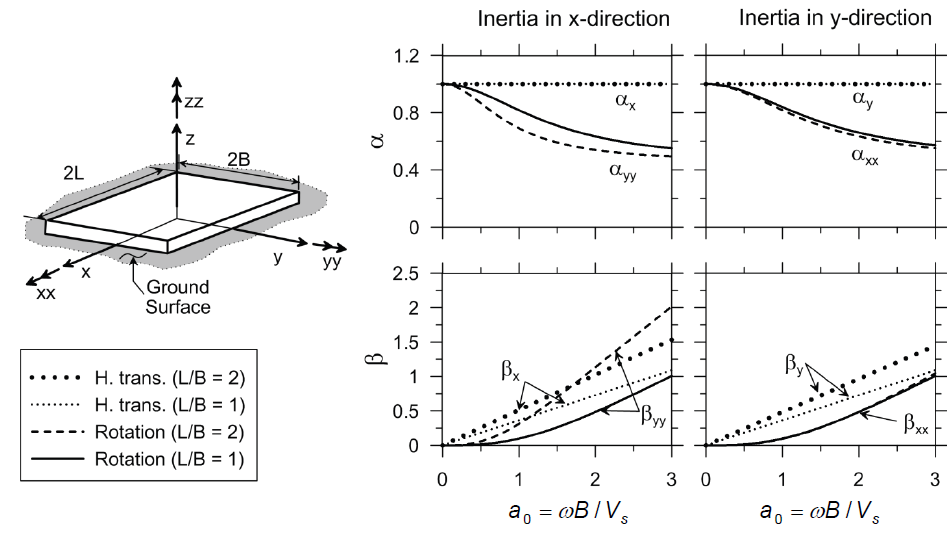 Inertia in x-direction
Inertia in y-direction
zz
z
2L
2B
x
xx
y
yy
Ground
Surface
H. trans. (L/B = 2)
H. trans. (L/B = 1)
Rotation (L/B = 2)
Rotation (L/B = 1)
α
1.2
0.8
0.4
0
αx
αyy
αy
αxx
β
2.5
2
1.5
1
0.5
0
βx
βyy
βy
βxx
0 1 2 3
0 1 2 3
a0 = ωB / Vs
a0 = ωB / Vs